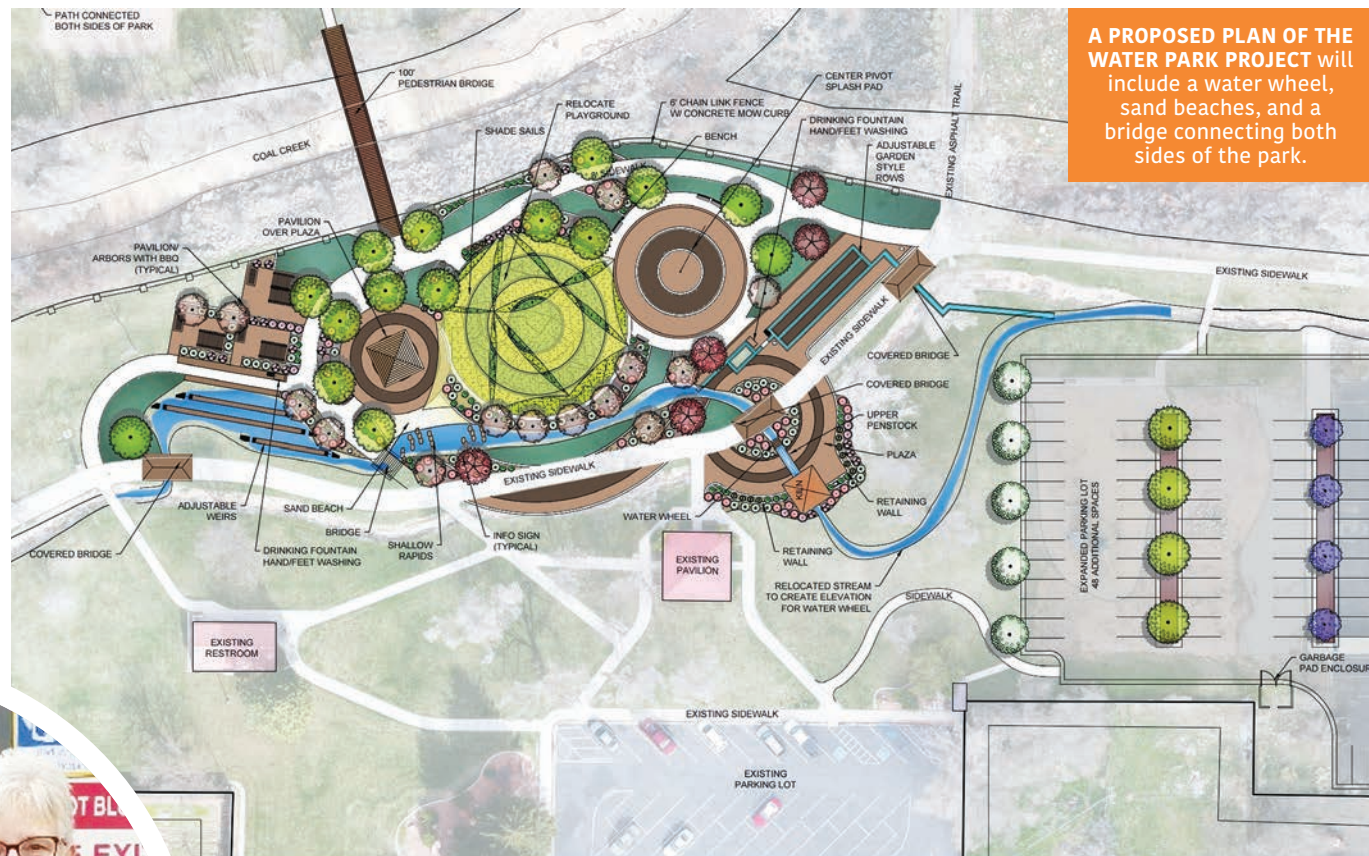 PATH CONNECTED
BOTH SIDES OF PARK
A PROPOSED PLAN OF THE
WATER PARK PROJECT will
include a water wheel,
sand beaches, and a
bridge connecting both
sides of the park.
100'
PEDESTRIAN BRDIGE
COAL CREEK
RELOCATE
PLAYGROUND
SHADE SAILS
6' CHAIN LINK FENCE
W/ CONCRETE MOW CURB
BENCH
CENTER PIVOT
SPLASH PAD
DRINKING FOUNTAIN
HAND/FEET WASHING
ADJUSTABLE
GARDEN
STYLE
ROWS
EXISTING ASPHALT TRAIL
PAVILION
OVER PLAZA
PAVILION/
ARBORS WITH BBQ
(TYPICAL)
EXISTING SIDEWALK
EXISTING SIDEWALK
COVERED BRIDGE
COVERED BRIDGE
UPPER
PENSTOCK
PLAZA
KILN
RETAINING
WALL
EXISTING SIDEWALK
WATER WHEEL
RETAINING
WALL
ADJUSTABLE
WEIRS
SAND BEACH
BRIDGE
SHALLOW
RAPIDS
INFO SIGN
(TYPICAL)
COVERED BRIDGE
DRINKING FOUNTAIN
HAND/FEET WASHING
EXISTING
PAVILION
RELOCATED STREAM
TO CREATE ELEVATION
FOR WATER WHEEL
SIDEWALK
EXPANDED PARKING LOT
48 ADDITIONAL SPACES
EXISTING
RESTROOM
GARBAGE
PAD ENCLOSUR
EXISTING SIDEWALK
EXISTING
PARKING LOT
OT BL